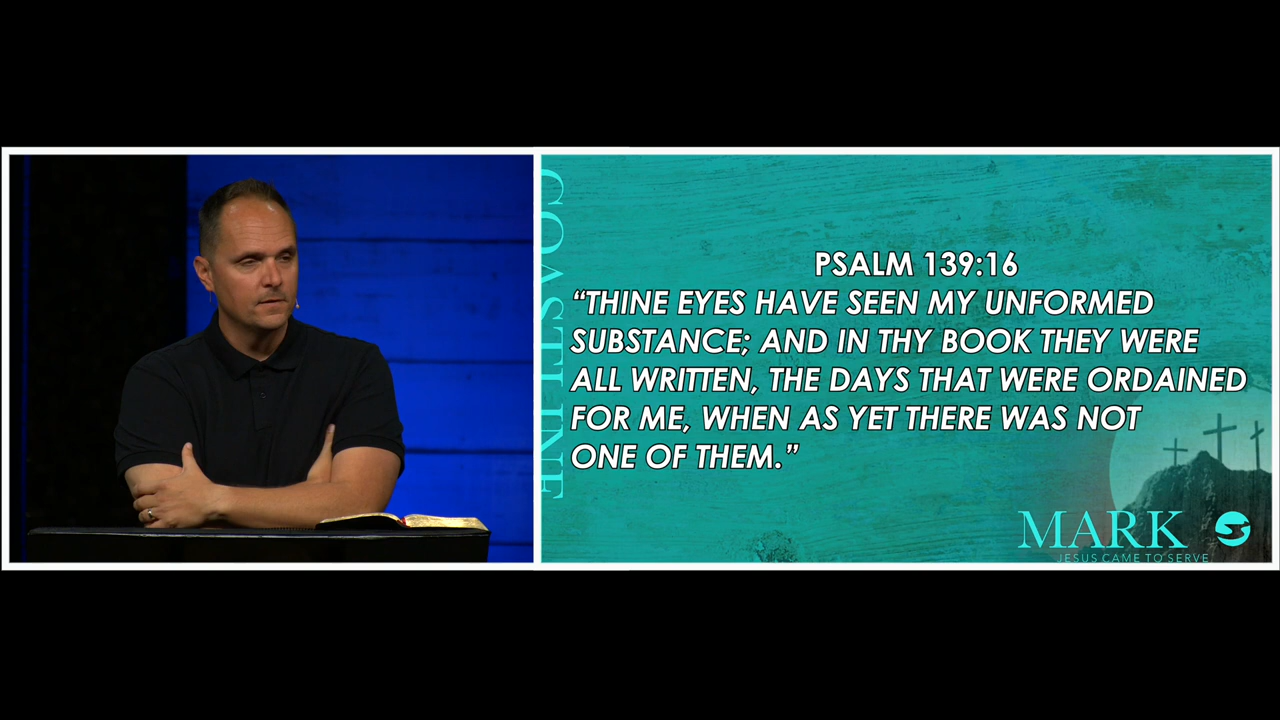 COASTLINE
PSALM 139:16
“THINE EYES HAVE SEEN MY UNFORMED
SUBSTANCE; AND IN THY BOOK THEY WERE
ALL WRITTEN, THE DAYS THAT WERE ORDAINED
FOR ME, WHEN AS YET THERE WAS NOT
ONE OF THEM.”
MARK
JESUS CAME TO SERVE